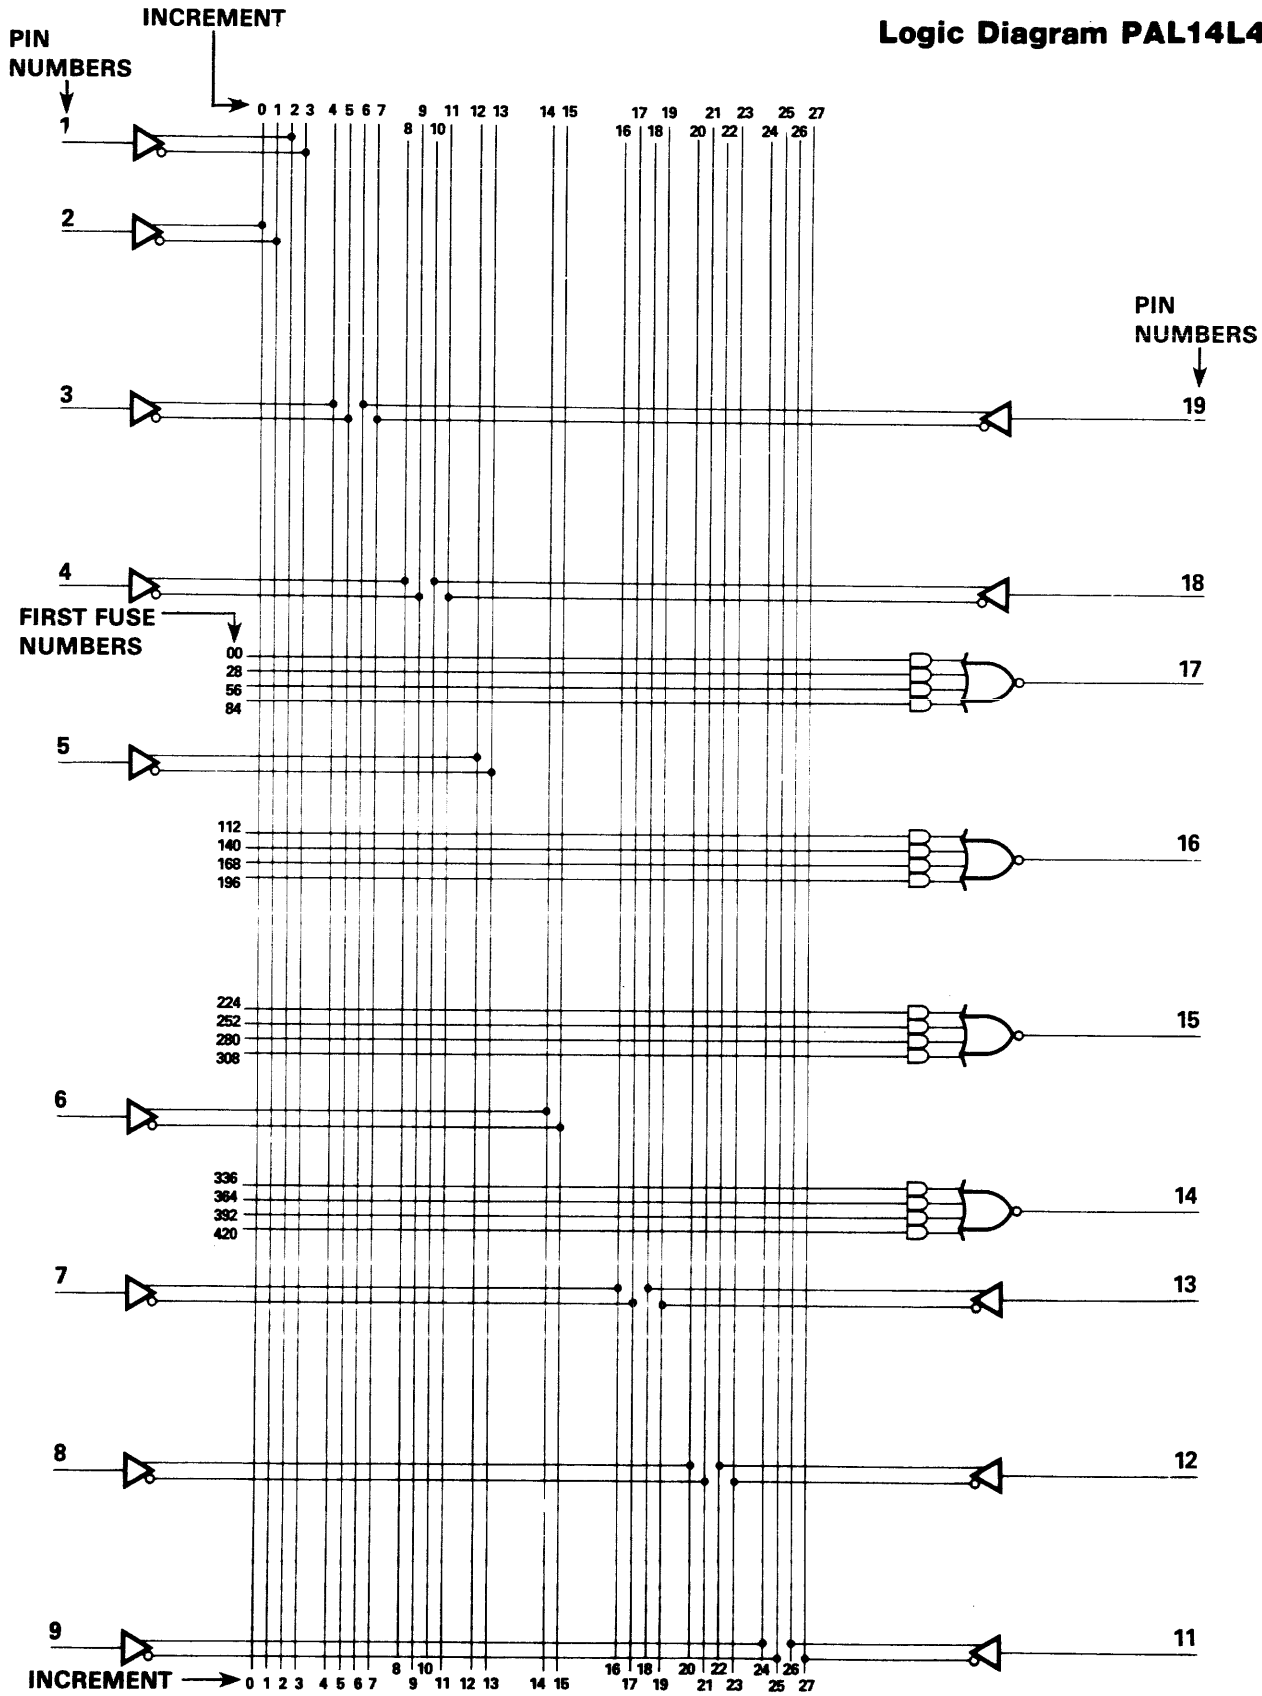 INCREMENT
Logic Diagram PAL14L4
PIN
NUMBERS
0 1 2 3 4 5 6 7 9 11 12 13 14 15 17 19 21 23 25 27
8 10 16 18 20 22 24 26
1
2
PIN
NUMBERS
3
19
4
18
FIRST FUSE
NUMBERS
00
28
56
84
17
5
112
140
168
196
16
224
252
280
308
15
6
336
364
392
420
14
7
13
8
12
9
11
INCREMENT
8 10 16 18 20 22 24 26
0 1 2 3 4 5 6 7 9 11 12 13 14 15 17 19 21 23 25 27